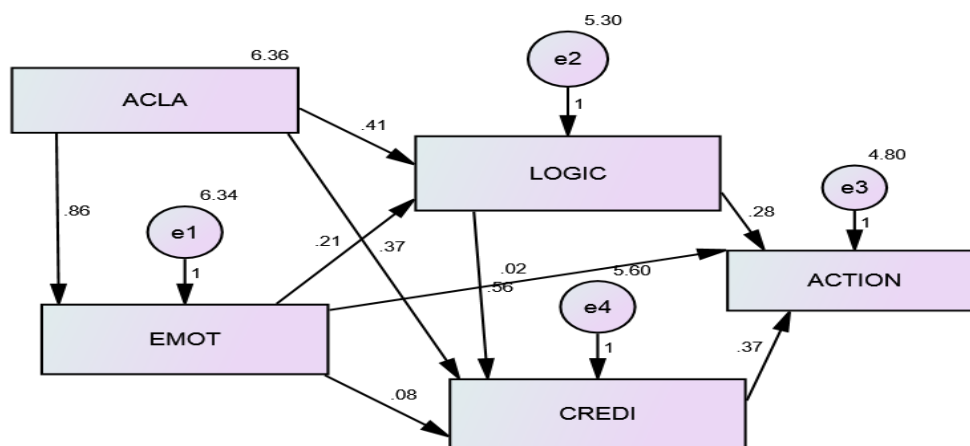 5.30
6.36
e2
ACLA
1
.41
LOGIC
4.80
e3
6.34
.86
e1
1
.28
.21
.37
1
.02
5.60
ACTION
.56
e4
EMOT
1
.37
.08
CREDI